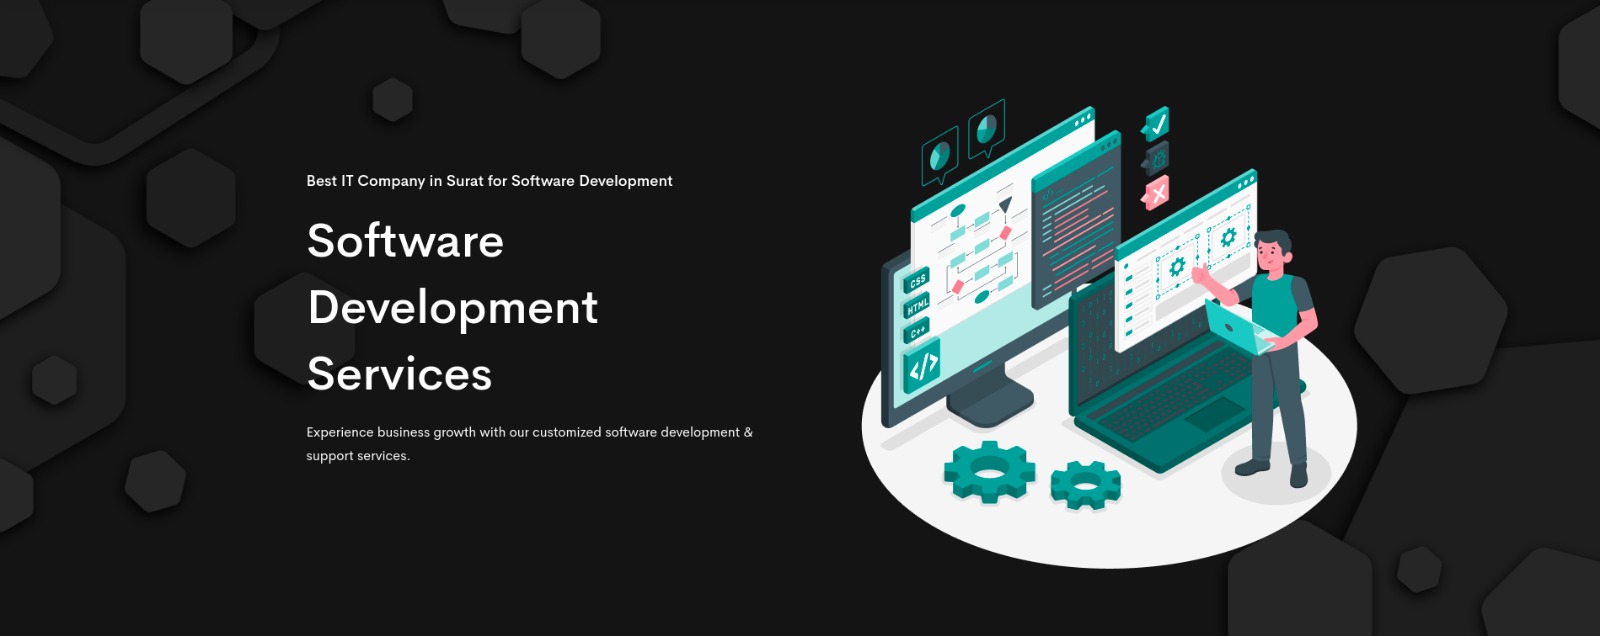 Best IT Company in Surat for Software Development
Software
Development
Services
Experience business growth with our customized software development &
support services.
CSS
HTML
C++
</>